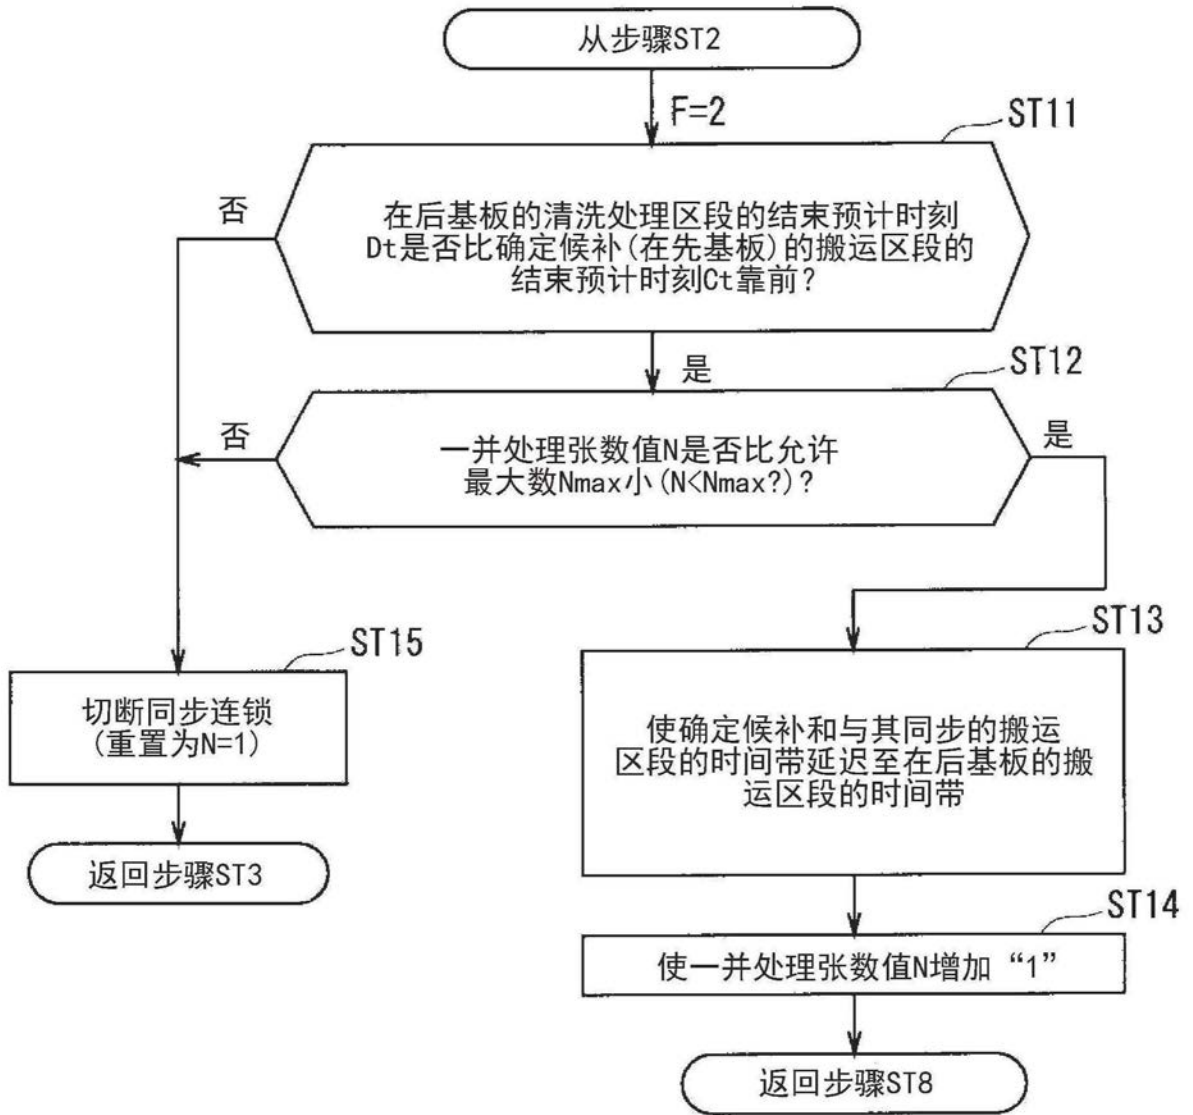 从步骤ST2
F=2
ST11
在后基板的清洗处理区段的结束预计时刻
Dt是否比确定候补(在先基板)的搬运区段的
结束预计时刻Ct靠前?
否
是
ST12
一并处理张数值N是否比允许
最大数Nmax小(N<Nmax?)?
否
是
ST15
切断同步连锁
(重置为N=1)
返回步骤ST3
ST13
使确定候补和与其同步的搬运
区段的时间带延迟至在后基板的搬
运区段的时间带
ST14
使一并处理张数值N增加“1”
返回步骤ST8